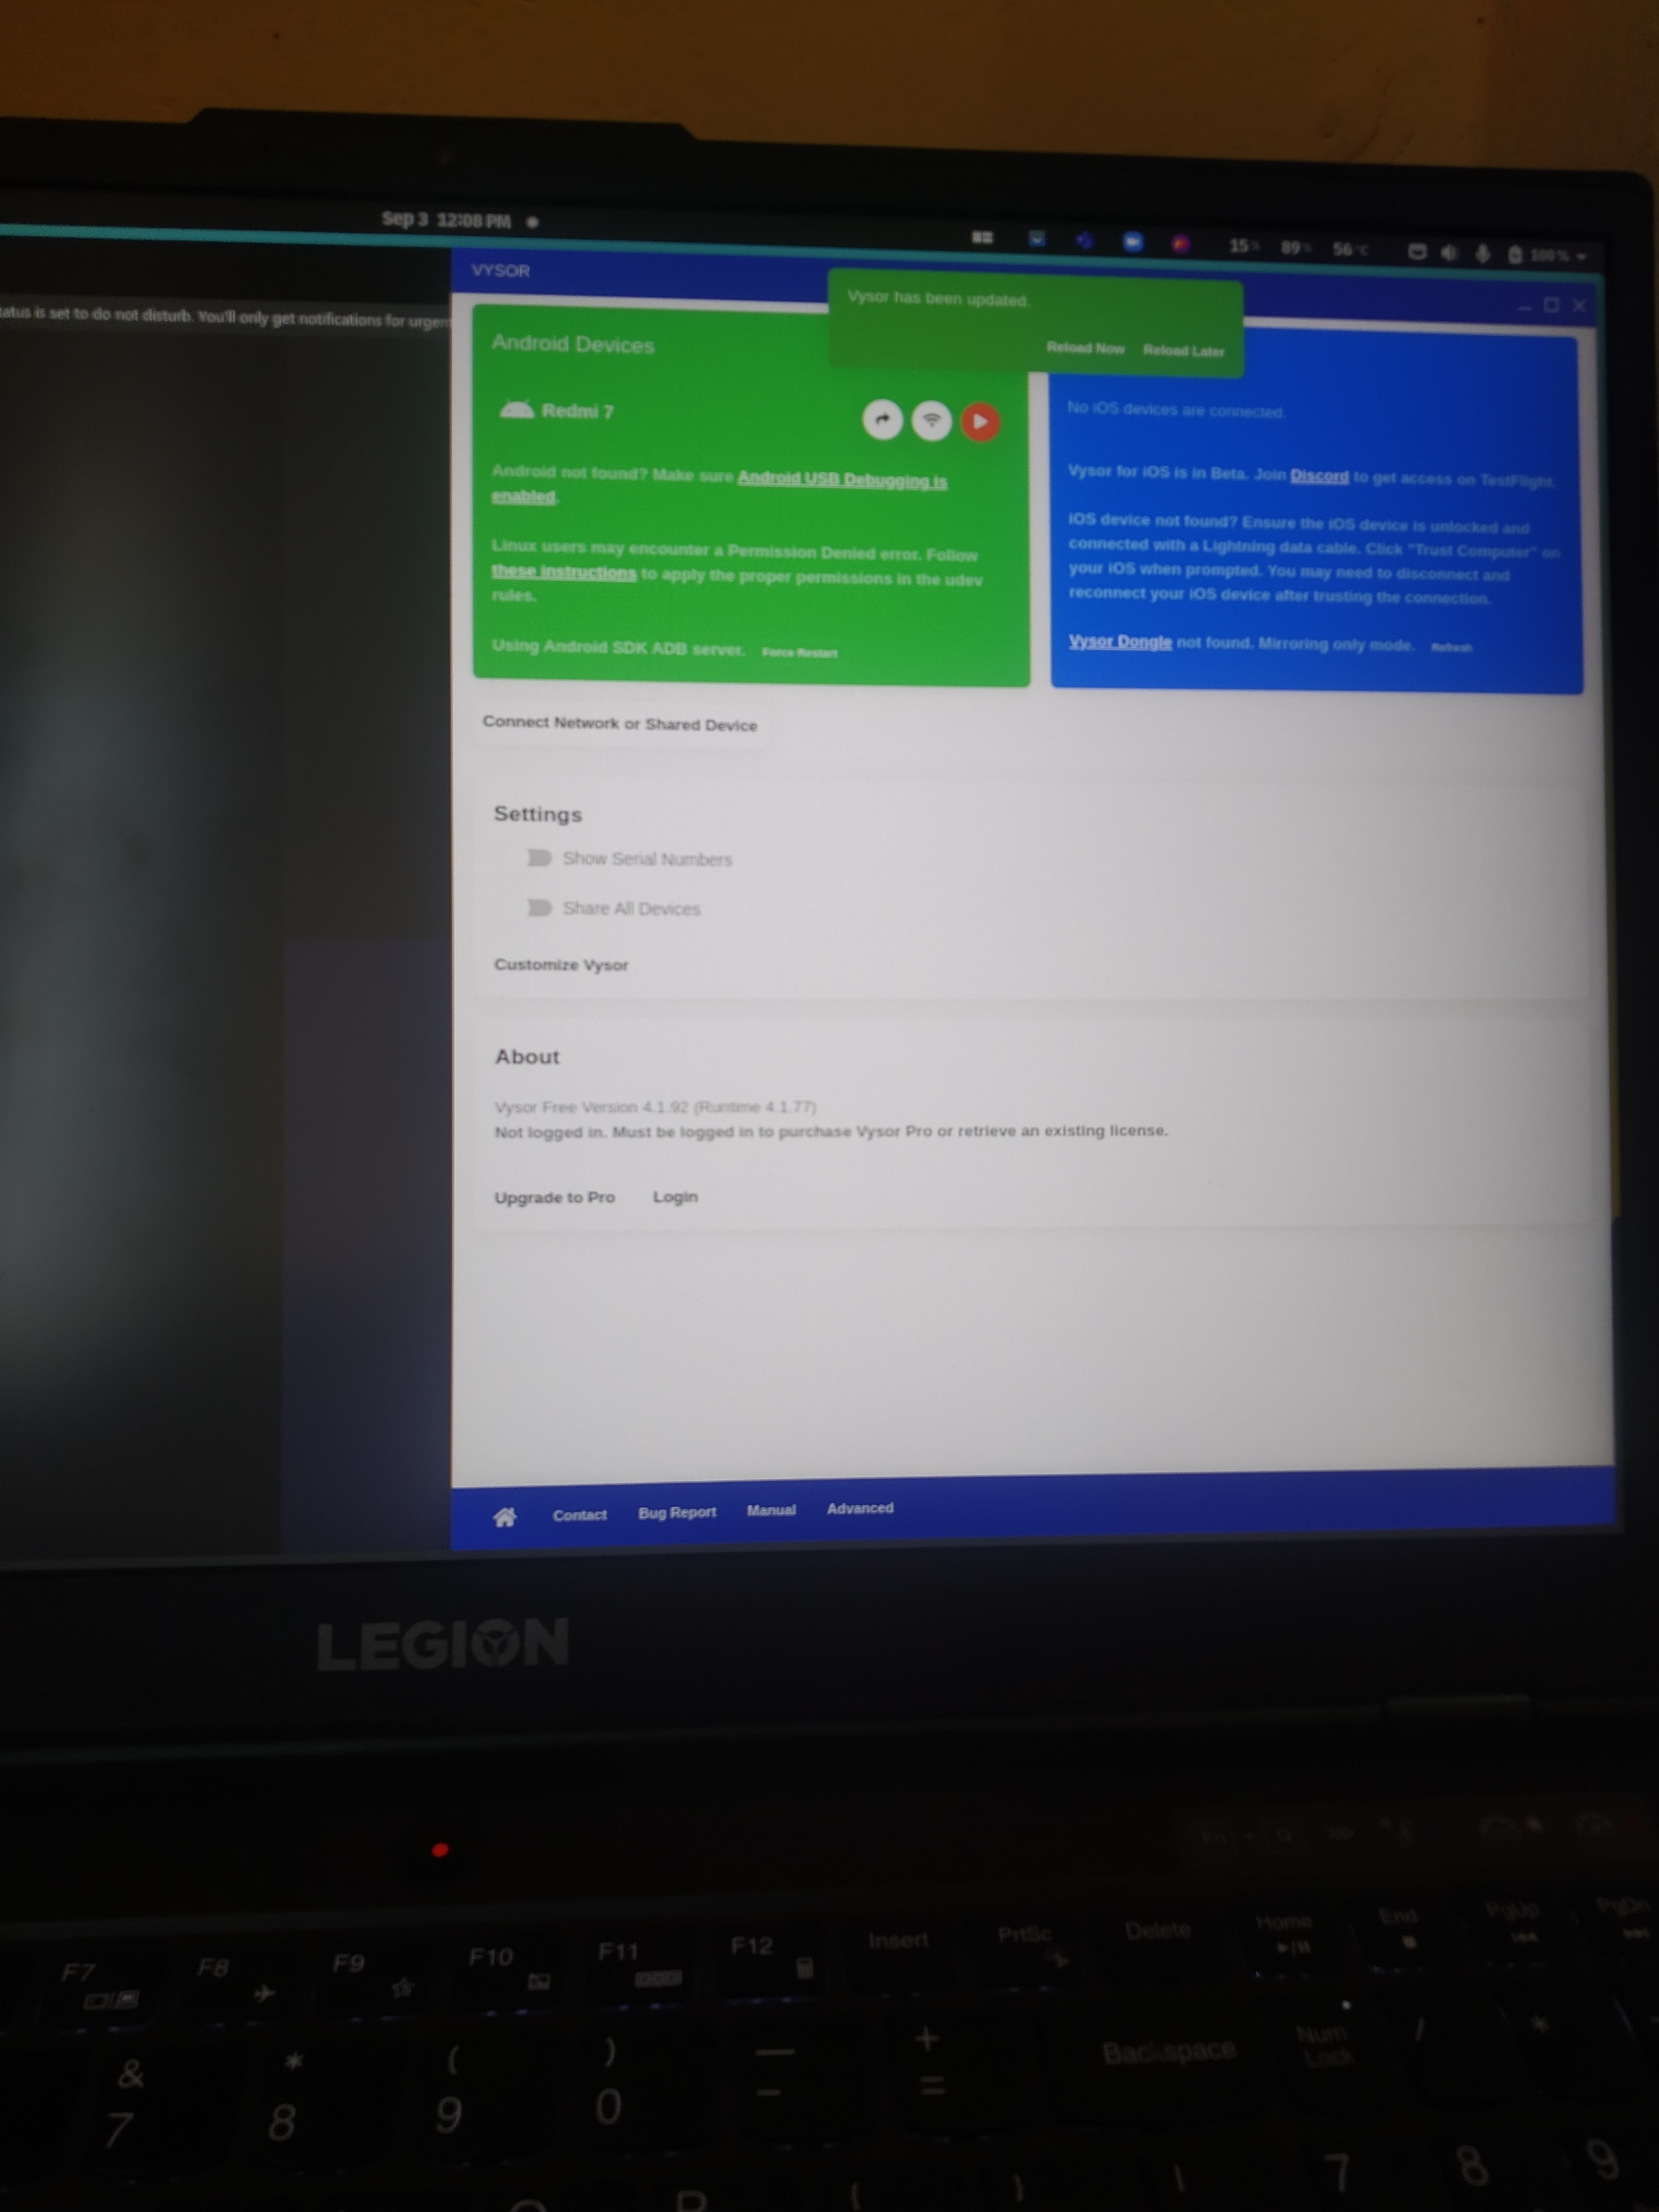 Sep 3 12:08 PM
15% 89% 56°C 100%
tatus is set to do not disturb. You'll only get notifications for urgen
VYSOR
Vysor has been updated.
Reload Now Reload Later
Android Devices
Redmi 7
Android not found? Make sure Android USB Debugging is
enabled.
Linux users may encounter a Permission Denied error. Follow
these instructions to apply the proper permissions in the udev
rules.
Using Android SDK ADB server. Force Restart
No iOS devices are connected.
Vysor for iOS is in Beta. Join Discord to get access on TestFlight.
iOS device not found? Ensure the iOS device is unlocked and
connected with a Lightning data cable. Click "Trust Computer" on
your iOS when prompted. You may need to disconnect and
reconnect your iOS device after trusting the connection.
Vysor Dongle not found. Mirroring only mode. Refresh
Connect Network or Shared Device
Settings
Show Serial Numbers
Share All Devices
Customize Vysor
About
Vysor Free Version 4.1.92 (Runtime 4.1.77)
Not logged in. Must be logged in to purchase Vysor Pro or retrieve an existing license.
Upgrade to Pro Login
Contact Bug Report Manual Advanced
LEGION
Fn + Q
F7 F8 F9 F10 F11 F12 Insert PrtSc Delete Home End PgUp PgDn
& * ( ) — + Backspace Num / *
7 8 9 0 - = Lock
7 8 9